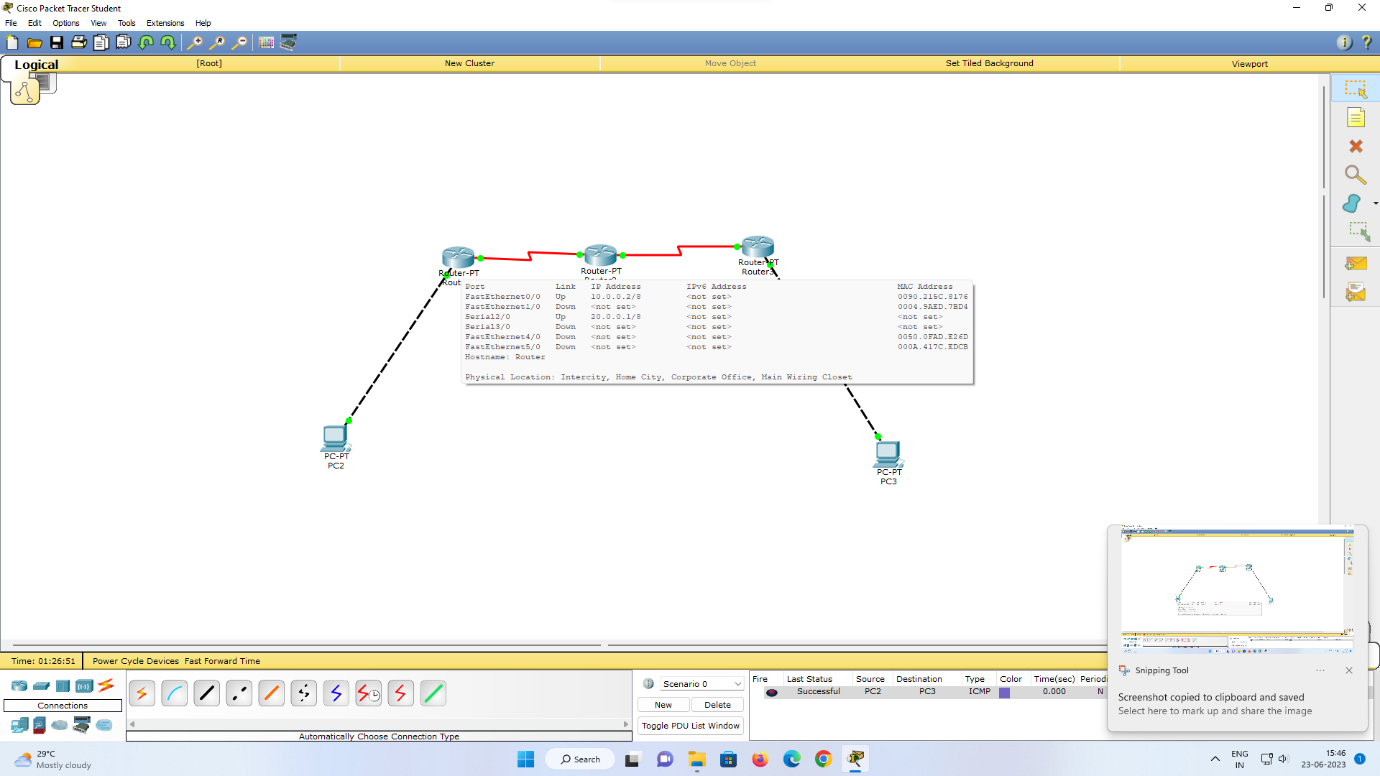 Cisco Packet Tracer Student
File Edit Options View Tools Extensions Help
Logical [Root] New Cluster Move Object Set Tiled Background Viewport
Router-PT
Rout
Router-PT
Router-PT
Router3
Port Link IP Address IPv6 Address MAC Address
FastEthernet0/0 Up 10.0.0.2/8 <not set> 0090.215C.8176
FastEthernet1/0 Down <not set> <not set> 0004.9AED.7BD4
Serial2/0 Up 20.0.0.1/8 <not set> <not set>
Serial3/0 Down <not set> <not set> <not set>
FastEthernet4/0 Down <not set> <not set> 0050.0FAD.E26D
FastEthernet5/0 Down <not set> <not set> 000A.417C.EDCB
Hostname: Router
Physical Location: Intercity, Home City, Corporate Office, Main Wiring Closet
PC-PT
PC2
PC-PT
PC3
Time: 01:26:51 Power Cycle Devices Fast Forward Time
Connections
Automatically Choose Connection Type
Scenario 0
New Delete
Toggle PDU List Window
Fire Last Status Source Destination Type Color Time(sec) Periodi
Successful PC2 PC3 ICMP 0.000 N
Snipping Tool
Screenshot copied to clipboard and saved
Select here to mark up and share the image
29°C
Mostly cloudy
Search
ENG
IN
15:46
23-06-2023
1